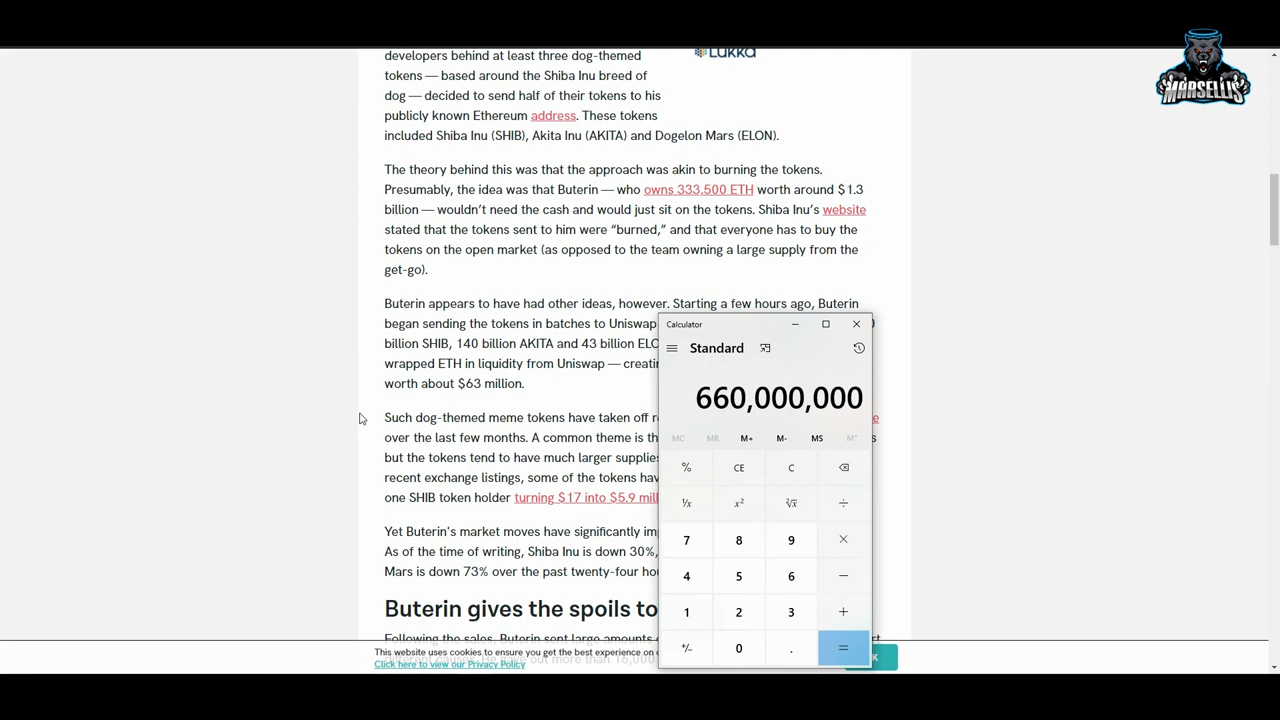 LUKKA
MARSELLIS
developers behind at least three dog-themed
tokens — based around the Shiba Inu breed of
dog — decided to send half of their tokens to his
publicly known Ethereum address. These tokens
included Shiba Inu (SHIB), Akita Inu (AKITA) and Dogelon Mars (ELON).
The theory behind this was that the approach was akin to burning the tokens.
Presumably, the idea was that Buterin — who owns 333,500 ETH worth around $1.3
billion — wouldn’t need the cash and would just sit on the tokens. Shiba Inu’s website
stated that the tokens sent to him were “burned,” and that everyone has to buy the
tokens on the open market (as opposed to the team owning a large supply from the
get-go).
Buterin appears to have had other ideas, however. Starting a few hours ago, Buterin
began sending the tokens in batches to Uniswap
billion SHIB, 140 billion AKITA and 43 billion
wrapped ETH in liquidity from Uniswap —
worth about $63 million.
Such dog-themed meme tokens have taken off
over the last few months. A common theme is
but the tokens tend to have much larger
recent exchange listings, some of the tokens
one SHIB token holder turning $17 into $5.9
Yet Buterin's market moves have significantly
As of the time of writing, Shiba Inu is down 30%,
Mars is down 73% over the past twenty-four
Buterin gives the spoils to
Following the sales, Buterin sent large amounts
This website uses cookies to ensure you get the best experience on
Click here to view our Privacy Policy
Calculator
Standard
660,000,000
MC MR M+ M- MS M˅
% CE C
¹/x x² ²√x ÷
7 8 9 ×
4 5 6 −
1 2 3 +
+/− 0 . =